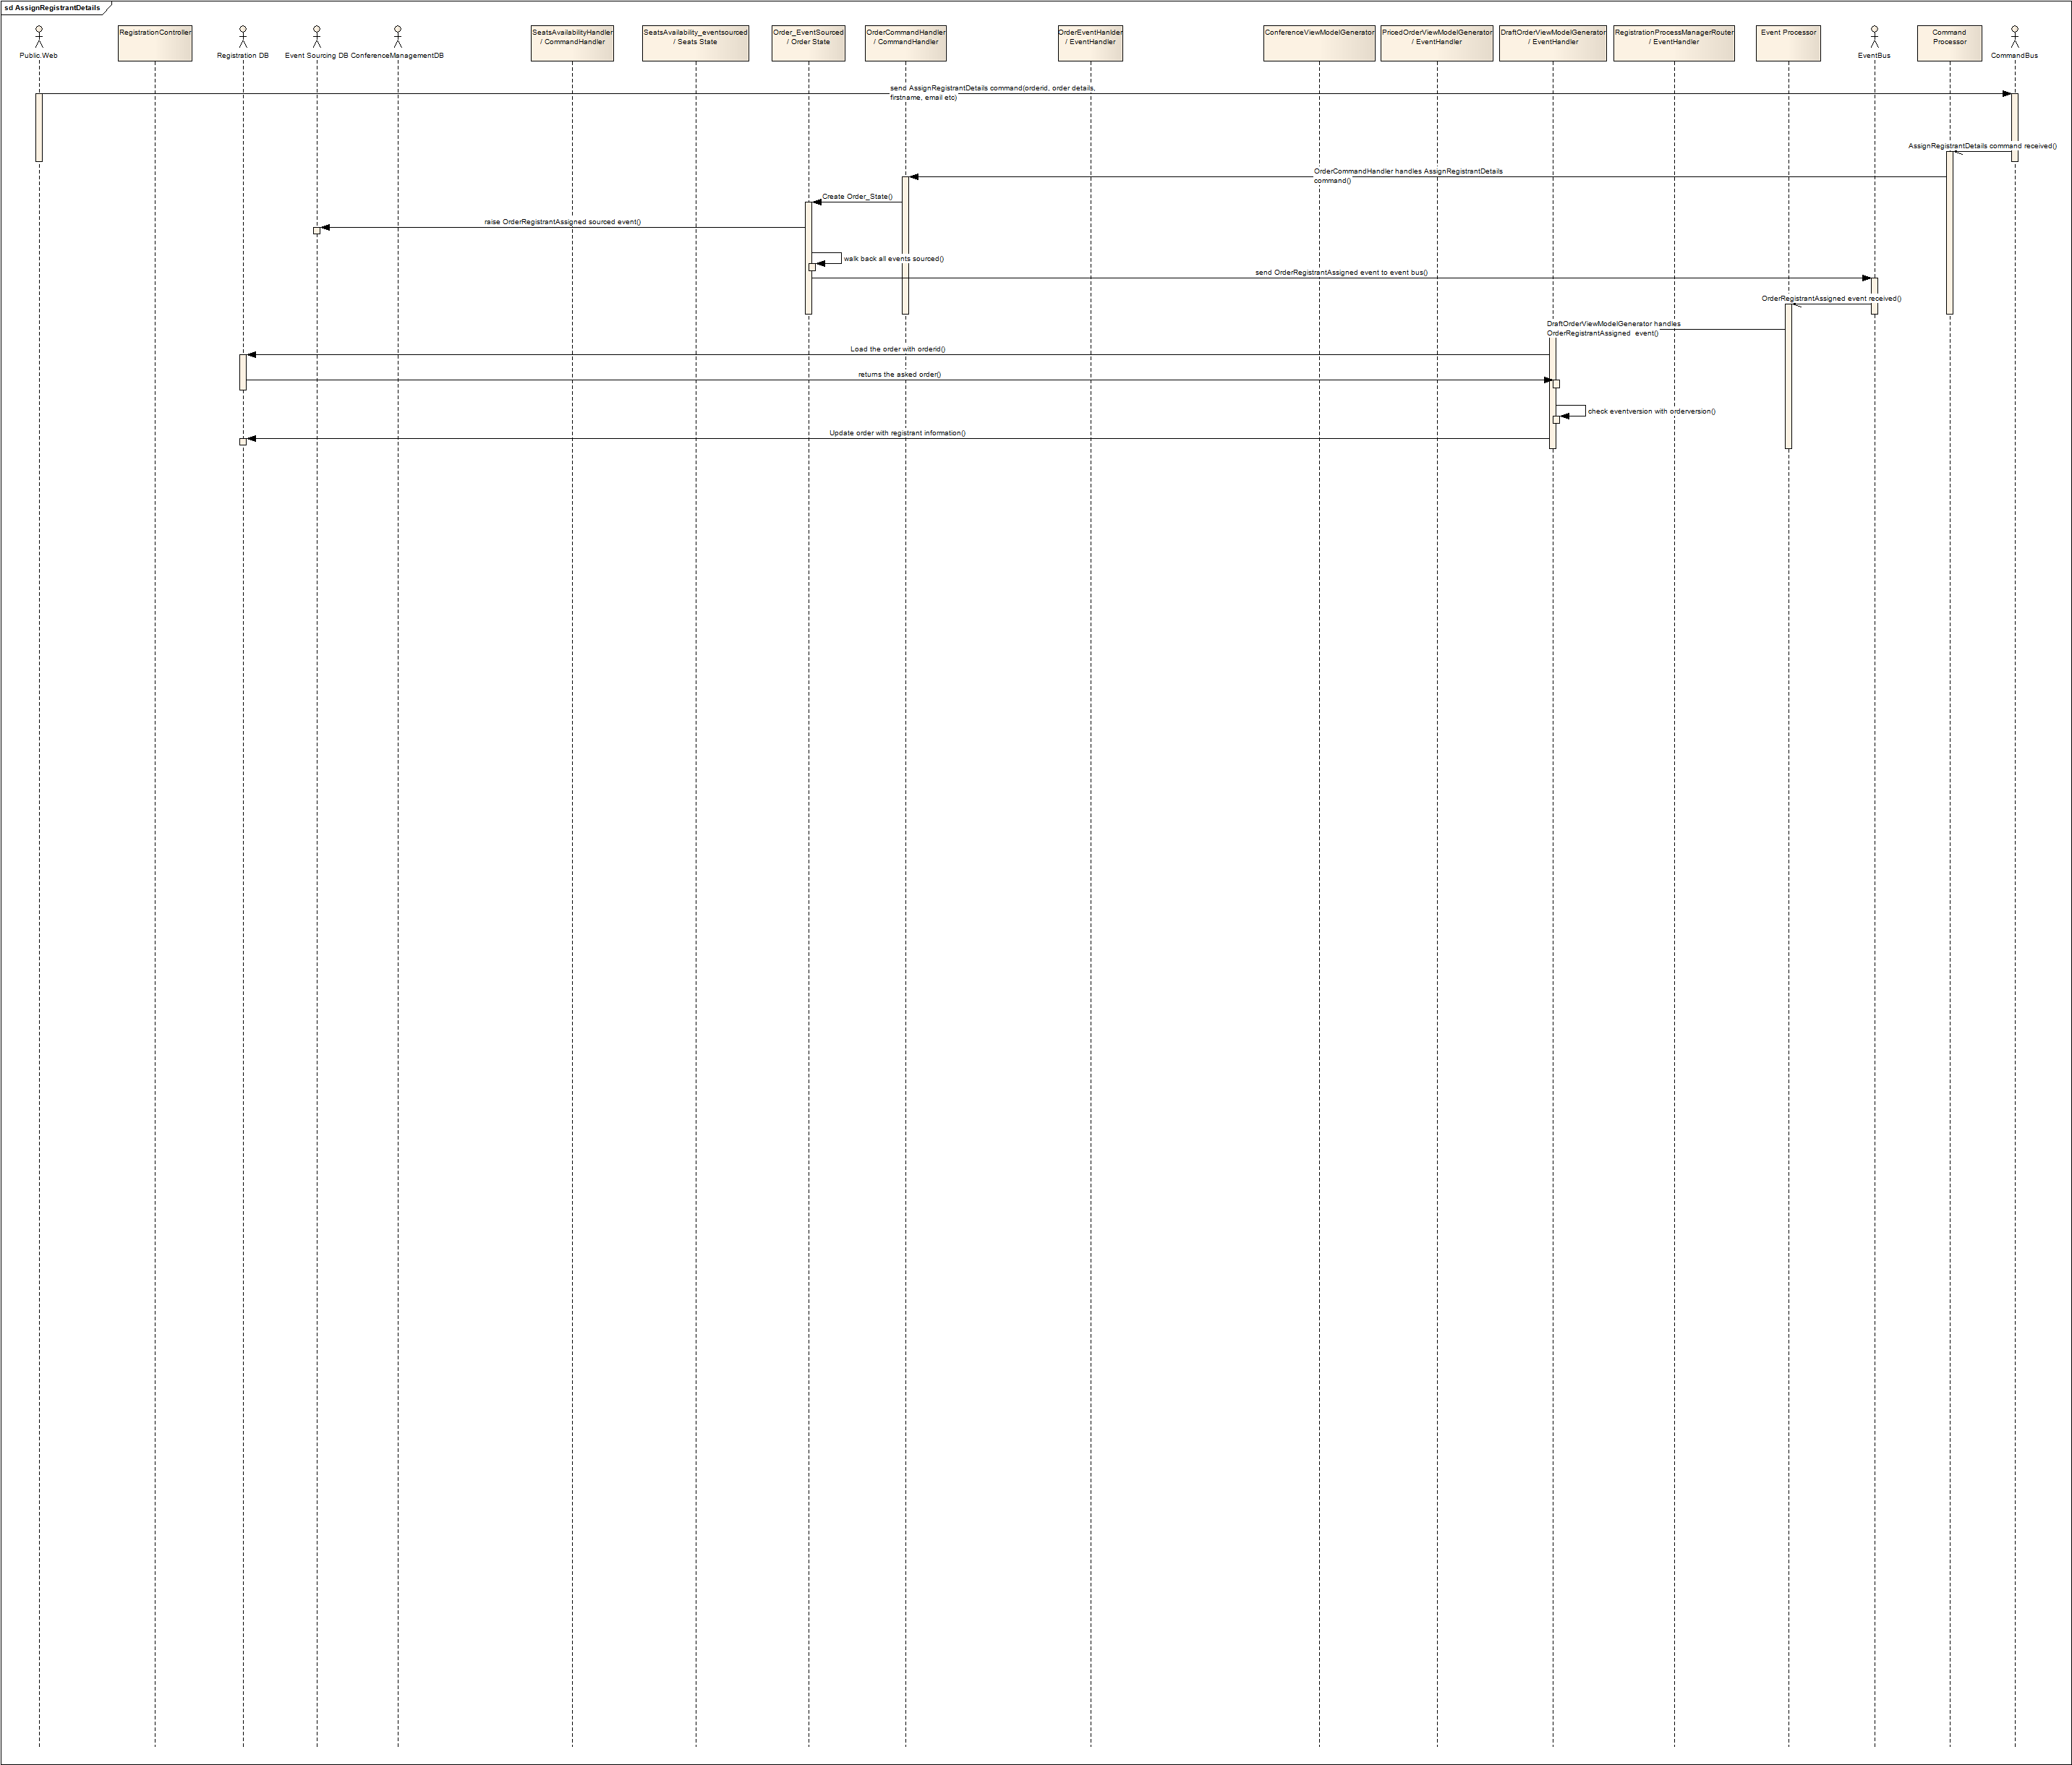 sd AssignRegistrantDetails
Public.Web
RegistrationController
Registration DB
Event Sourcing DB
ConferenceManagementDB
SeatsAvailabilityHandler
/ CommandHandler
SeatsAvailability_eventsourced
/ Seats State
Order_EventSourced
/ Order State
OrderCommandHandler
/ CommandHandler
OrderEventHanlder
/ EventHandler
ConferenceViewModelGenerator
PricedOrderViewModelGenerator
/ EventHandler
DraftOrderViewModelGenerator
/ EventHandler
RegistrationProcessManagerRouter
/ EventHandler
Event Processor
EventBus
Command
Processor
CommandBus
send AssignRegistrantDetails command(orderid, order details,
firstname, email etc)
AssignRegistrantDetails command received()
OrderCommandHandler handles AssignRegistrantDetails
command()
Create Order_State()
raise OrderRegistrantAssigned sourced event()
walk back all events sourced()
send OrderRegistrantAssigned event to event bus()
OrderRegistrantAssigned event received()
DraftOrderViewModelGenerator handles
OrderRegistrantAssigned  event()
Load the order with orderid()
returns the asked order()
check eventversion with orderversion()
Update order with registrant information()